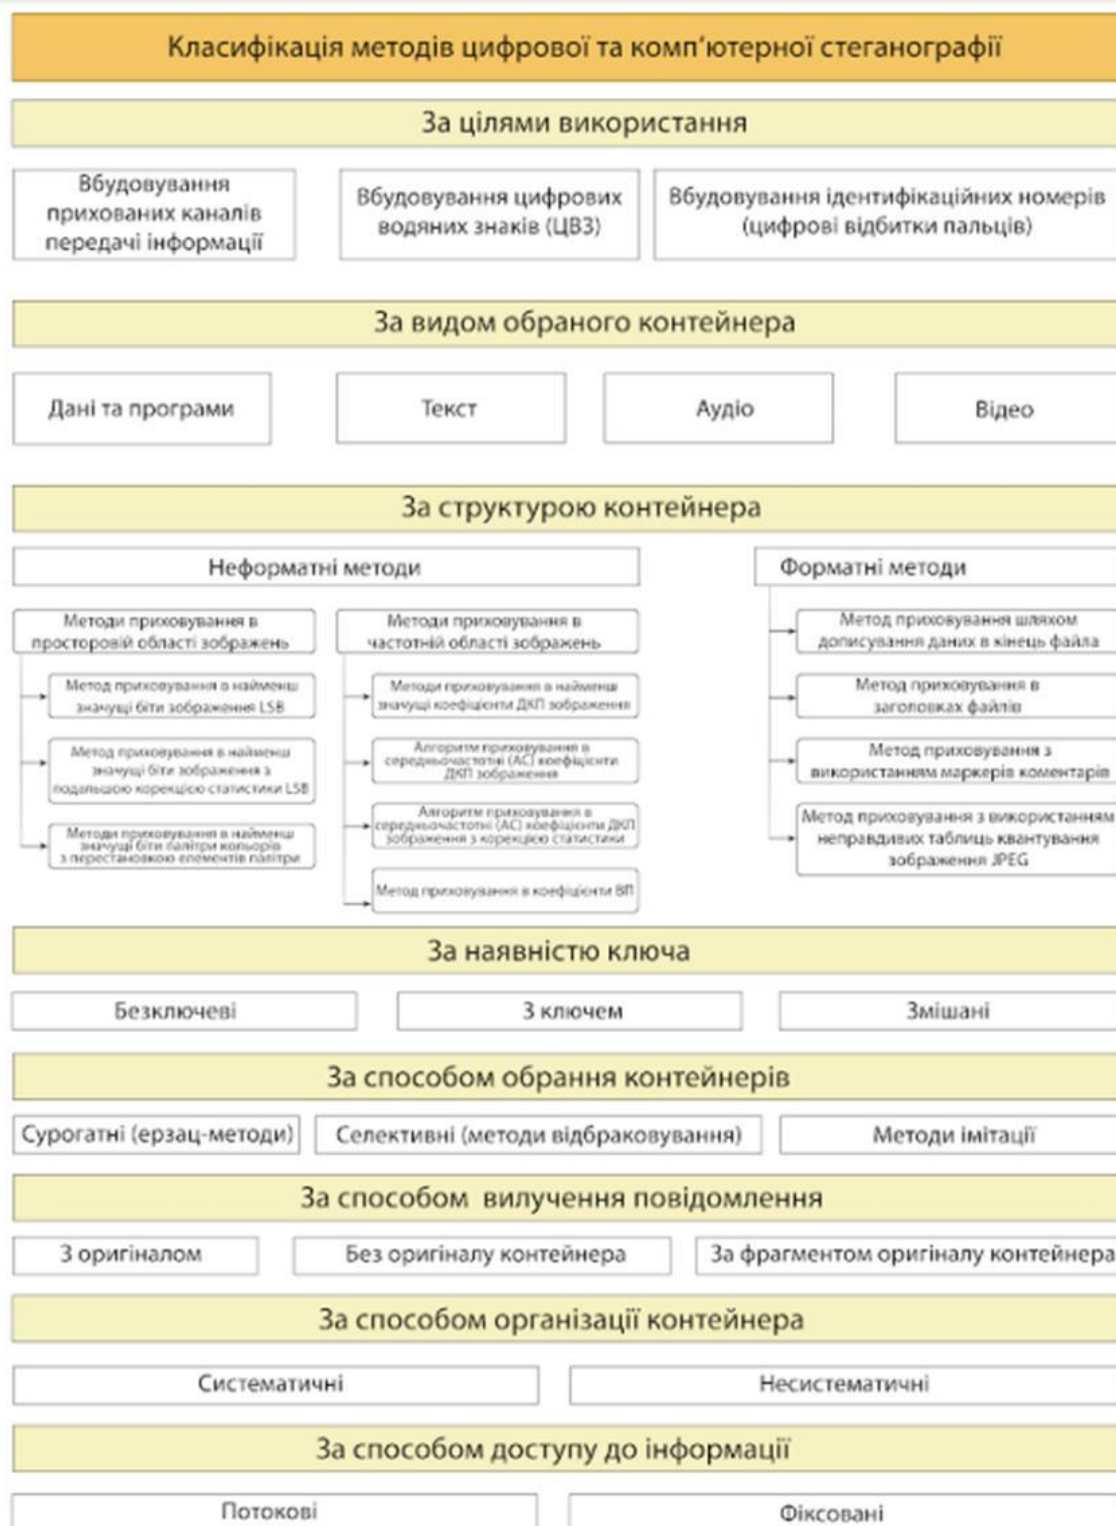 Класифікація методів цифрової та комп'ютерної стеганографії
За цілями використання
Вбудовування
прихованих каналів
передачі інформації
Вбудовування цифрових
водяних знаків (ЦВЗ)
Вбудовування ідентифікаційних номерів
(цифрові відбитки пальців)
За видом обраного контейнера
Дані та програми
Текст
Аудіо
Відео
За структурою контейнера
Неформатні методи
Методи приховування в
просторовій області зображень
Метод приховування в найменш
значущі біти зображення LSB
Метод приховування в найменш
значущі біти зображення з
подальшою корекцією статистики LSB
Методи приховування в найменш
значущі біти палітри кольорів
з перестановкою елементів палітри
Методи приховування в
частотній області зображень
Методи приховування в найменш
значущі коефіцієнти ДКП зображення
Алгоритм приховування в
середньочастотні (АС) коефіцієнти
ДКП зображення
Алгоритм приховування в
середньочастотні (АС) коефіцієнти ДКП
зображення з корекцією статистики
Метод приховування в коефіцієнти ВП
Форматні методи
Метод приховування шляхом
дописування даних в кінець файла
Метод приховування в
заголовках файлів
Метод приховування з
використанням маркерів коментарів
Метод приховування з використанням
неправдивих таблиць квантування
зображення JPEG
За наявністю ключа
Безключеві
З ключем
Змішані
За способом обрання контейнерів
Сурогатні (ерзац-методи)
Селективні (методи відбраковування)
Методи імітації
За способом вилучення повідомлення
З оригіналом
Без оригіналу контейнера
За фрагментом оригіналу контейнера
За способом організації контейнера
Систематичні
Несистематичні
За способом доступу до інформації
Потокові
Фіксовані